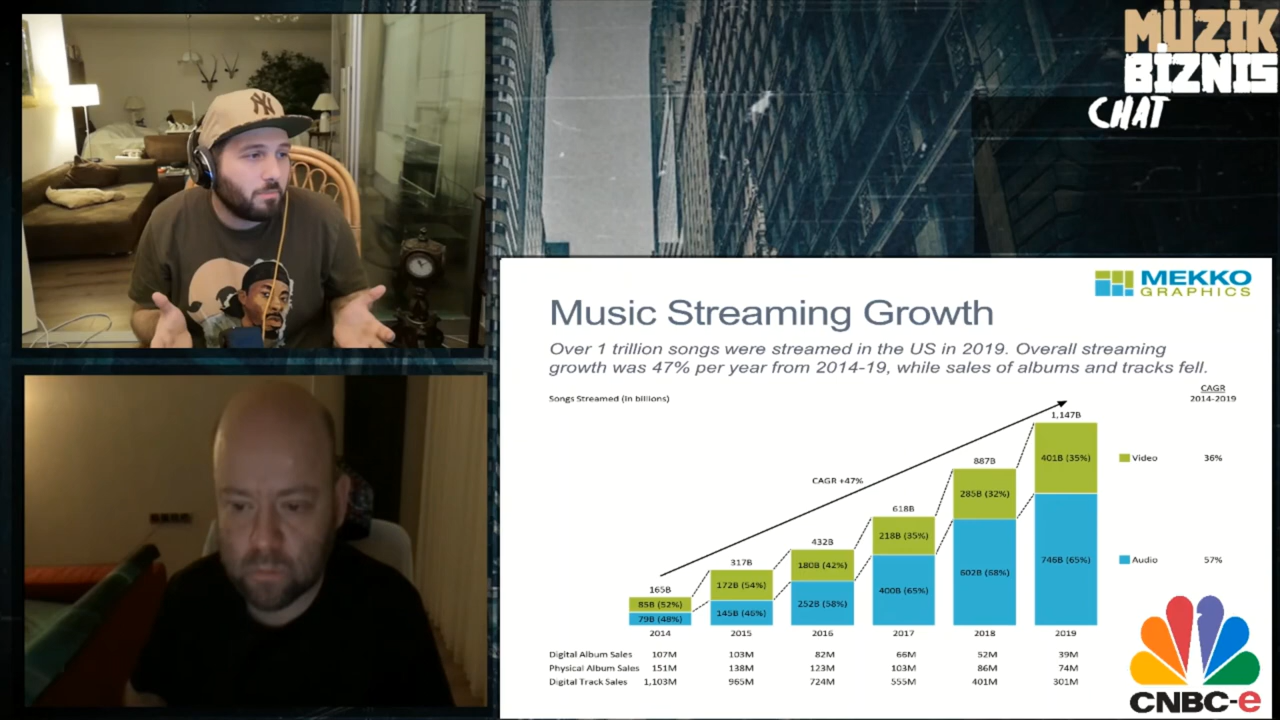 MÜZİK
BİZNIS
CHAT
NY
MEKKO
GRAPHICS
Music Streaming Growth
Over 1 trillion songs were streamed in the US in 2019. Overall streaming
growth was 47% per year from 2014-19, while sales of albums and tracks fell.
Songs Streamed (in billions)
CAGR
2014-2019
1,147B
401B (35%)
Video 36%
887B
CAGR +47%
285B (32%)
618B
218B (35%)
432B
180B (42%)
317B
172B (54%)
165B
85B (52%)
746B (65%)
Audio 57%
602B (68%)
400B (65%)
252B (58%)
145B (46%)
79B (48%)
2014 2015 2016 2017 2018 2019
Digital Album Sales 107M 103M 82M 66M 52M 39M
Physical Album Sales 151M 138M 123M 103M 86M 74M
Digital Track Sales 1,103M 965M 724M 555M 401M 301M
CNBC-e